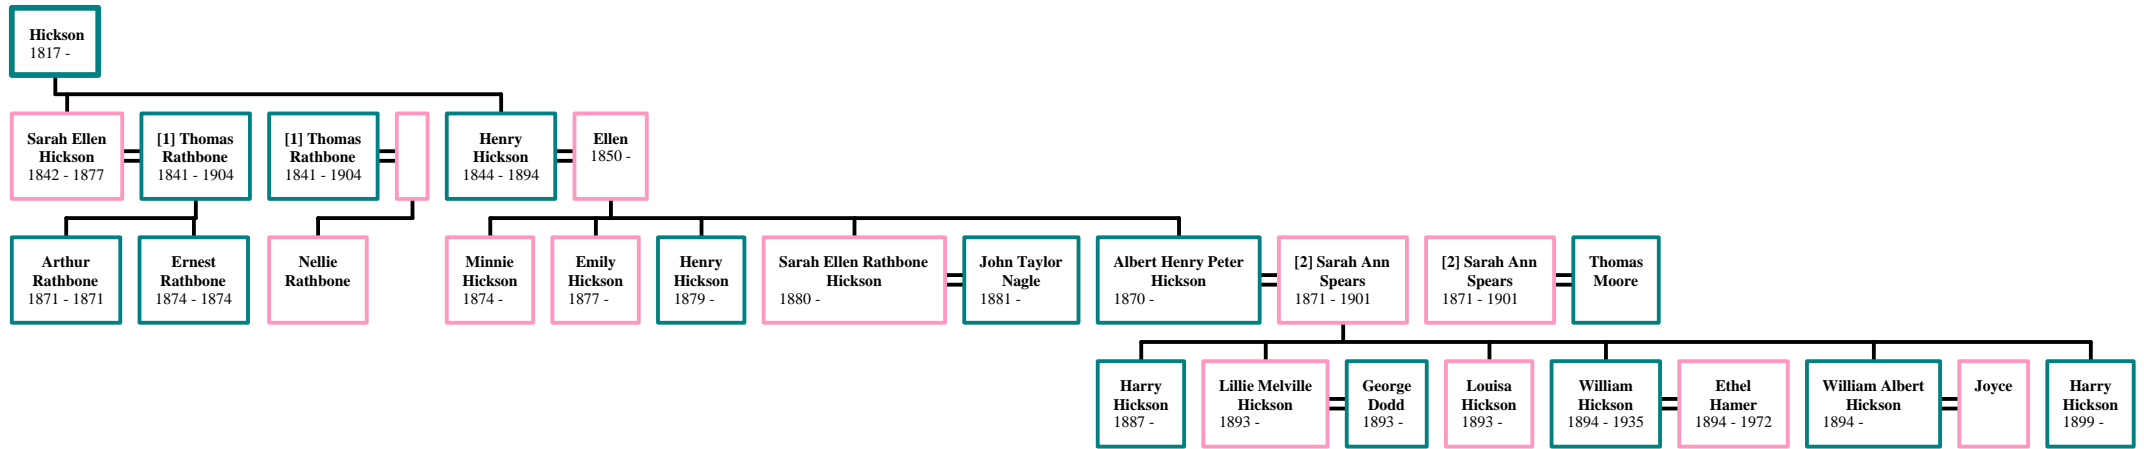 Hickson
1817 -
Sarah Ellen
Hickson
1842 - 1877
[1] Thomas
Rathbone
1841 - 1904
[1] Thomas
Rathbone
1841 - 1904
Henry
Hickson
1844 - 1894
Ellen
1850 -
Arthur
Rathbone
1871 - 1871
Ernest
Rathbone
1874 - 1874
Nellie
Rathbone
Minnie
Hickson
1874 -
Emily
Hickson
1877 -
Henry
Hickson
1879 -
Sarah Ellen Rathbone
Hickson
1880 -
John Taylor
Nagle
1881 -
Albert Henry Peter
Hickson
1870 -
[2] Sarah Ann
Spears
1871 - 1901
[2] Sarah Ann
Spears
1871 - 1901
Thomas
Moore
Harry
Hickson
1887 -
Lillie Melville
Hickson
1893 -
George
Dodd
1893 -
Louisa
Hickson
1893 -
William
Hickson
1894 - 1935
Ethel
Hamer
1894 - 1972
William Albert
Hickson
1894 -
Joyce
Harry
Hickson
1899 -